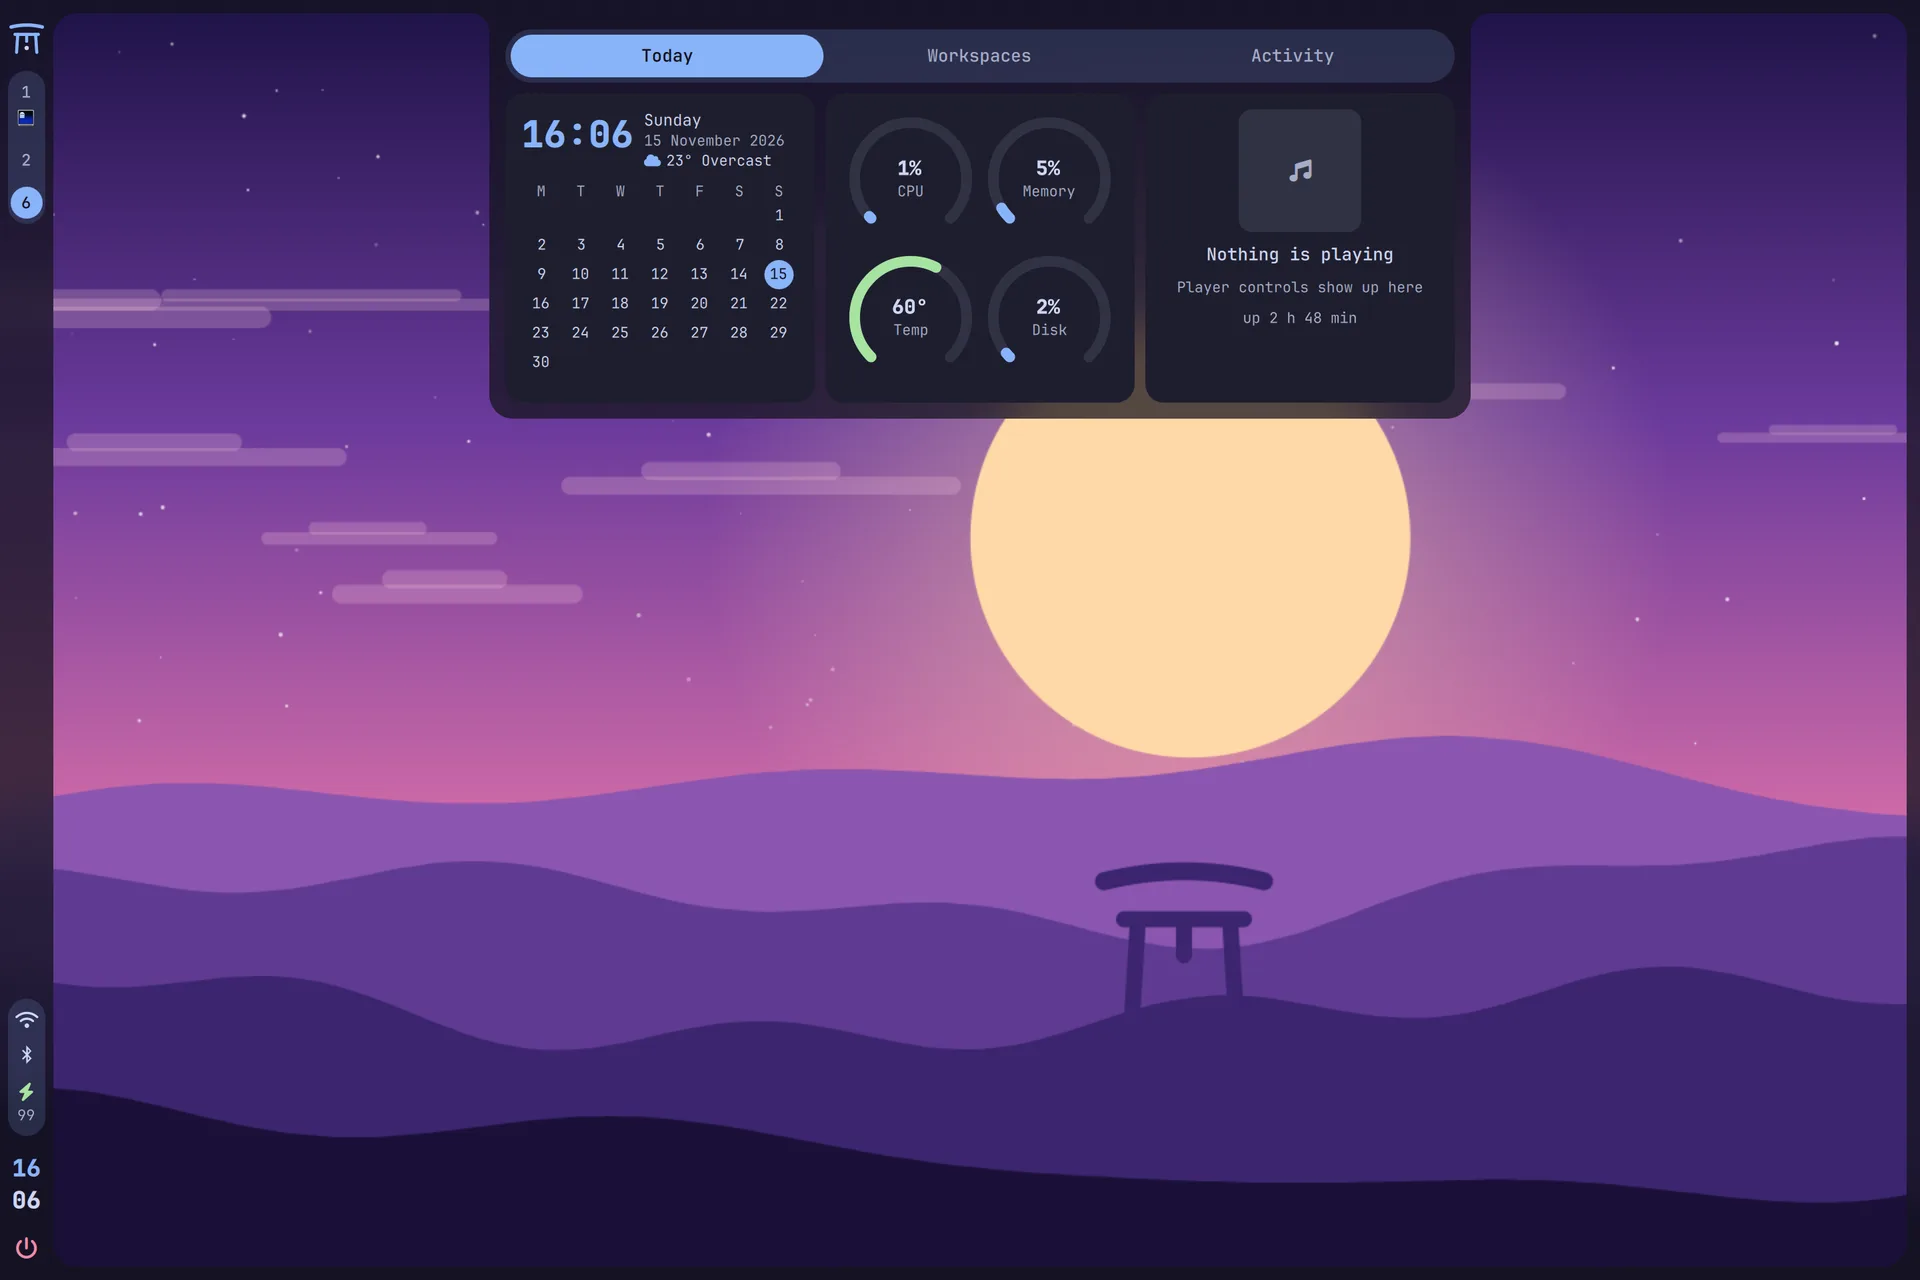 1
2
6
99
16
06
Today Workspaces Activity
16:06
Sunday
15 November 2026
23° Overcast
M T W T F S S
1
2 3 4 5 6 7 8
9 10 11 12 13 14 15
16 17 18 19 20 21 22
23 24 25 26 27 28 29
30
1%
CPU
5%
Memory
60°
Temp
2%
Disk
Nothing is playing
Player controls show up here
up 2 h 48 min